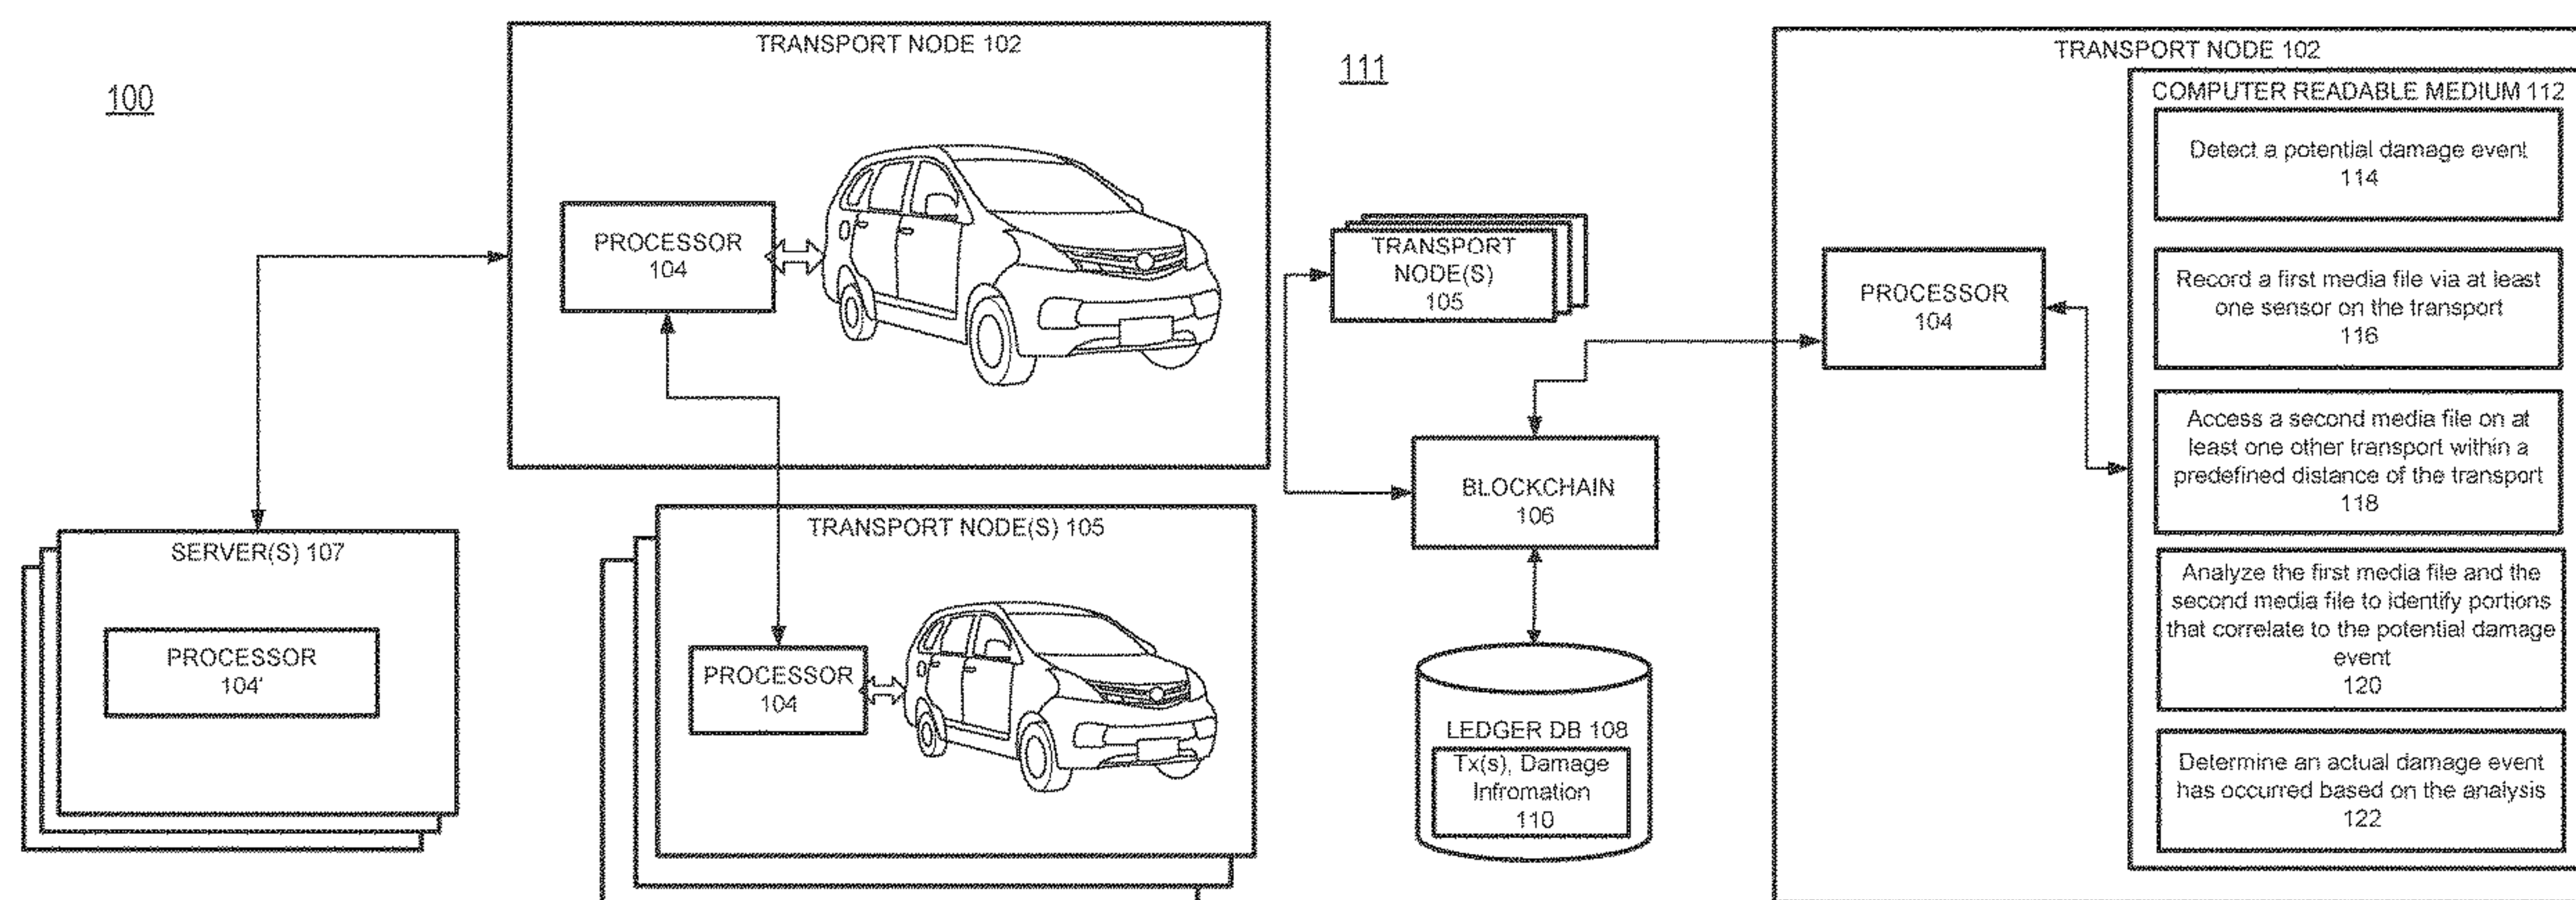 100
TRANSPORT NODE 102
PROCESSOR
104
SERVER(S) 107
PROCESSOR
104'
TRANSPORT NODE(S) 105
PROCESSOR
104
111
TRANSPORT
NODE(S)
105
BLOCKCHAIN
106
LEDGER DB 108
Tx(s), Damage
Infromation
110
TRANSPORT NODE 102
PROCESSOR
104
COMPUTER READABLE MEDIUM 112
Detect a potential damage event
114
Record a first media file via at least
one sensor on the transport
116
Access a second media file on at
least one other transport within a
predefined distance of the transport
118
Analyze the first media file and the
second media file to identify portions
that correlate to the potential damage
event
120
Determine an actual damage event
has occurred based on the analysis
122